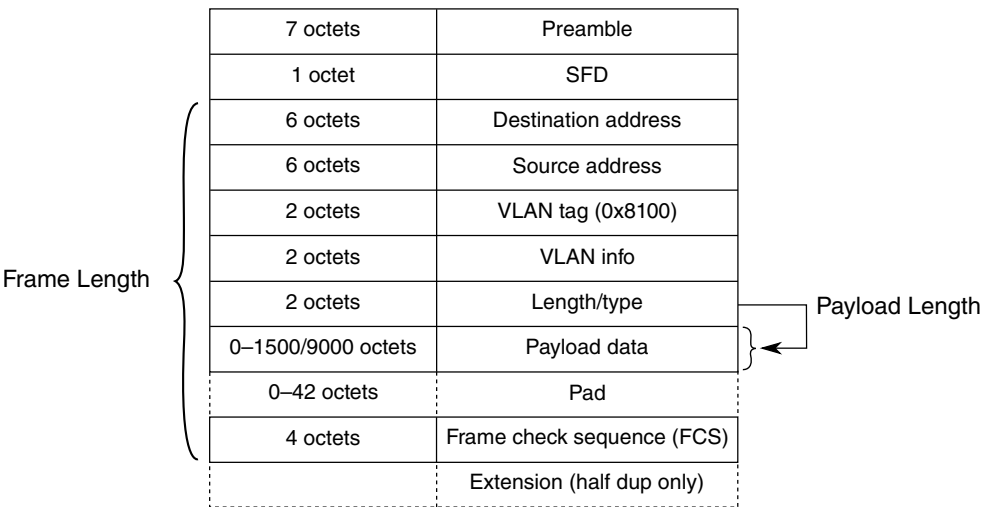 7 octets Preamble
1 octet SFD
6 octets Destination address
6 octets Source address
2 octets VLAN tag (0x8100)
2 octets VLAN info
Frame Length
2 octets Length/type
Payload Length
0–1500/9000 octets Payload data
0–42 octets Pad
4 octets Frame check sequence (FCS)
Extension (half dup only)